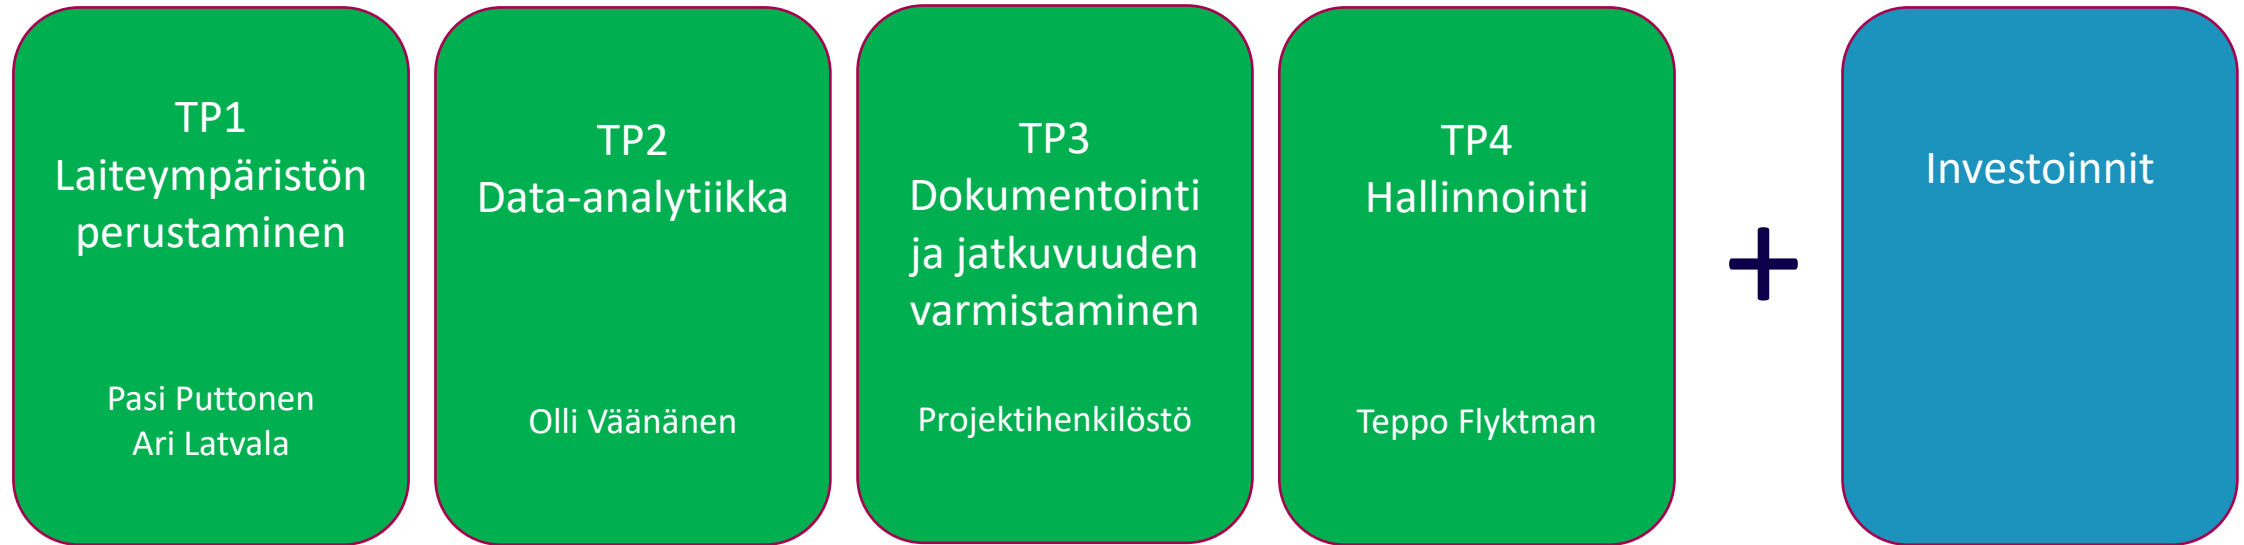 TP1
Laiteympäristön
perustaminen
Pasi Puttonen
Ari Latvala
TP2
Data-analytiikka
Olli Väänänen
TP3
Dokumentointi
ja jatkuvuuden
varmistaminen
Projektihenkilöstö
TP4
Hallinnointi
Teppo Flyktman
+
Investoinnit